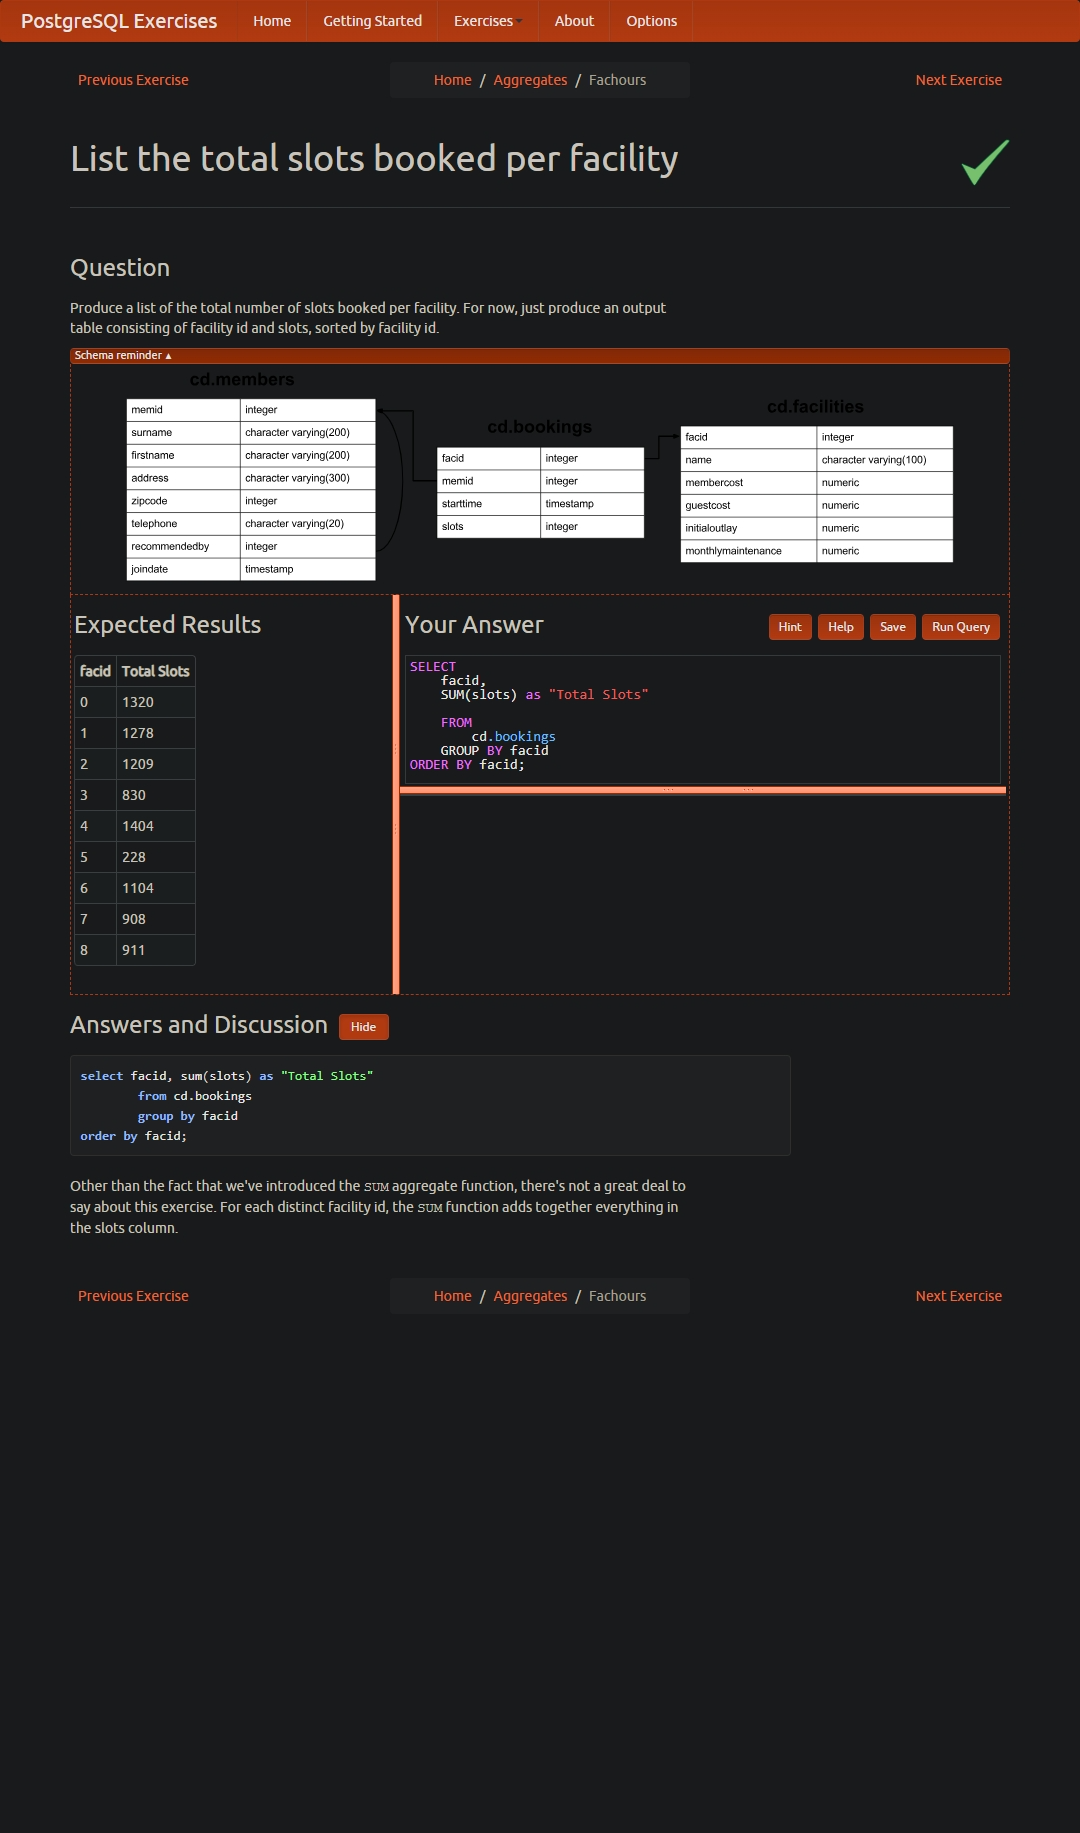 PostgreSQL Exercises Home Getting Started Exercises About Options
Previous Exercise Home / Aggregates / Fachours Next Exercise
List the total slots booked per facility
Question
Produce a list of the total number of slots booked per facility. For now, just produce an output
table consisting of facility id and slots, sorted by facility id.
Schema reminder ▲
cd.members
memid integer
surname character varying(200)
firstname character varying(200)
address character varying(300)
zipcode integer
telephone character varying(20)
recommendedby integer
joindate timestamp
cd.bookings
facid integer
memid integer
starttime timestamp
slots integer
cd.facilities
facid integer
name character varying(100)
membercost numeric
guestcost numeric
initialoutlay numeric
monthlymaintenance numeric
Expected Results
facid Total Slots
0 1320
1 1278
2 1209
3 830
4 1404
5 228
6 1104
7 908
8 911
Your Answer Hint Help Save Run Query
SELECT
facid,
SUM(slots) as "Total Slots"
FROM
cd.bookings
GROUP BY facid
ORDER BY facid;
Answers and Discussion Hide
select facid, sum(slots) as "Total Slots"
from cd.bookings
group by facid
order by facid;
Other than the fact that we've introduced the SUM aggregate function, there's not a great deal to
say about this exercise. For each distinct facility id, the SUM function adds together everything in
the slots column.
Previous Exercise Home / Aggregates / Fachours Next Exercise